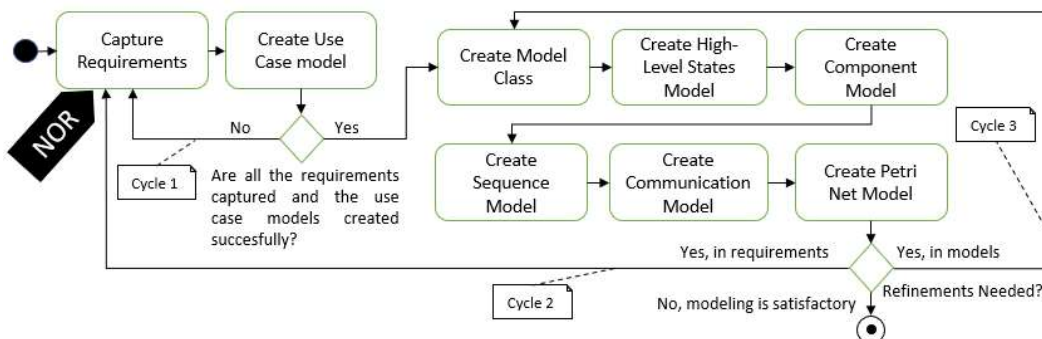 Capture
Requirements
Create Use
Case model
Create Model
Class
Create High-
Level States
Model
Create
Component
Model
NOR
No
Yes
Cycle 1
Are all the requirements
captured and the use
case models created
succesfully?
Create
Sequence
Model
Create
Communication
Model
Create Petri
Net Model
Cycle 3
Yes, in requirements
Yes, in models
Cycle 2
Refinements Needed?
No, modeling is satisfactory